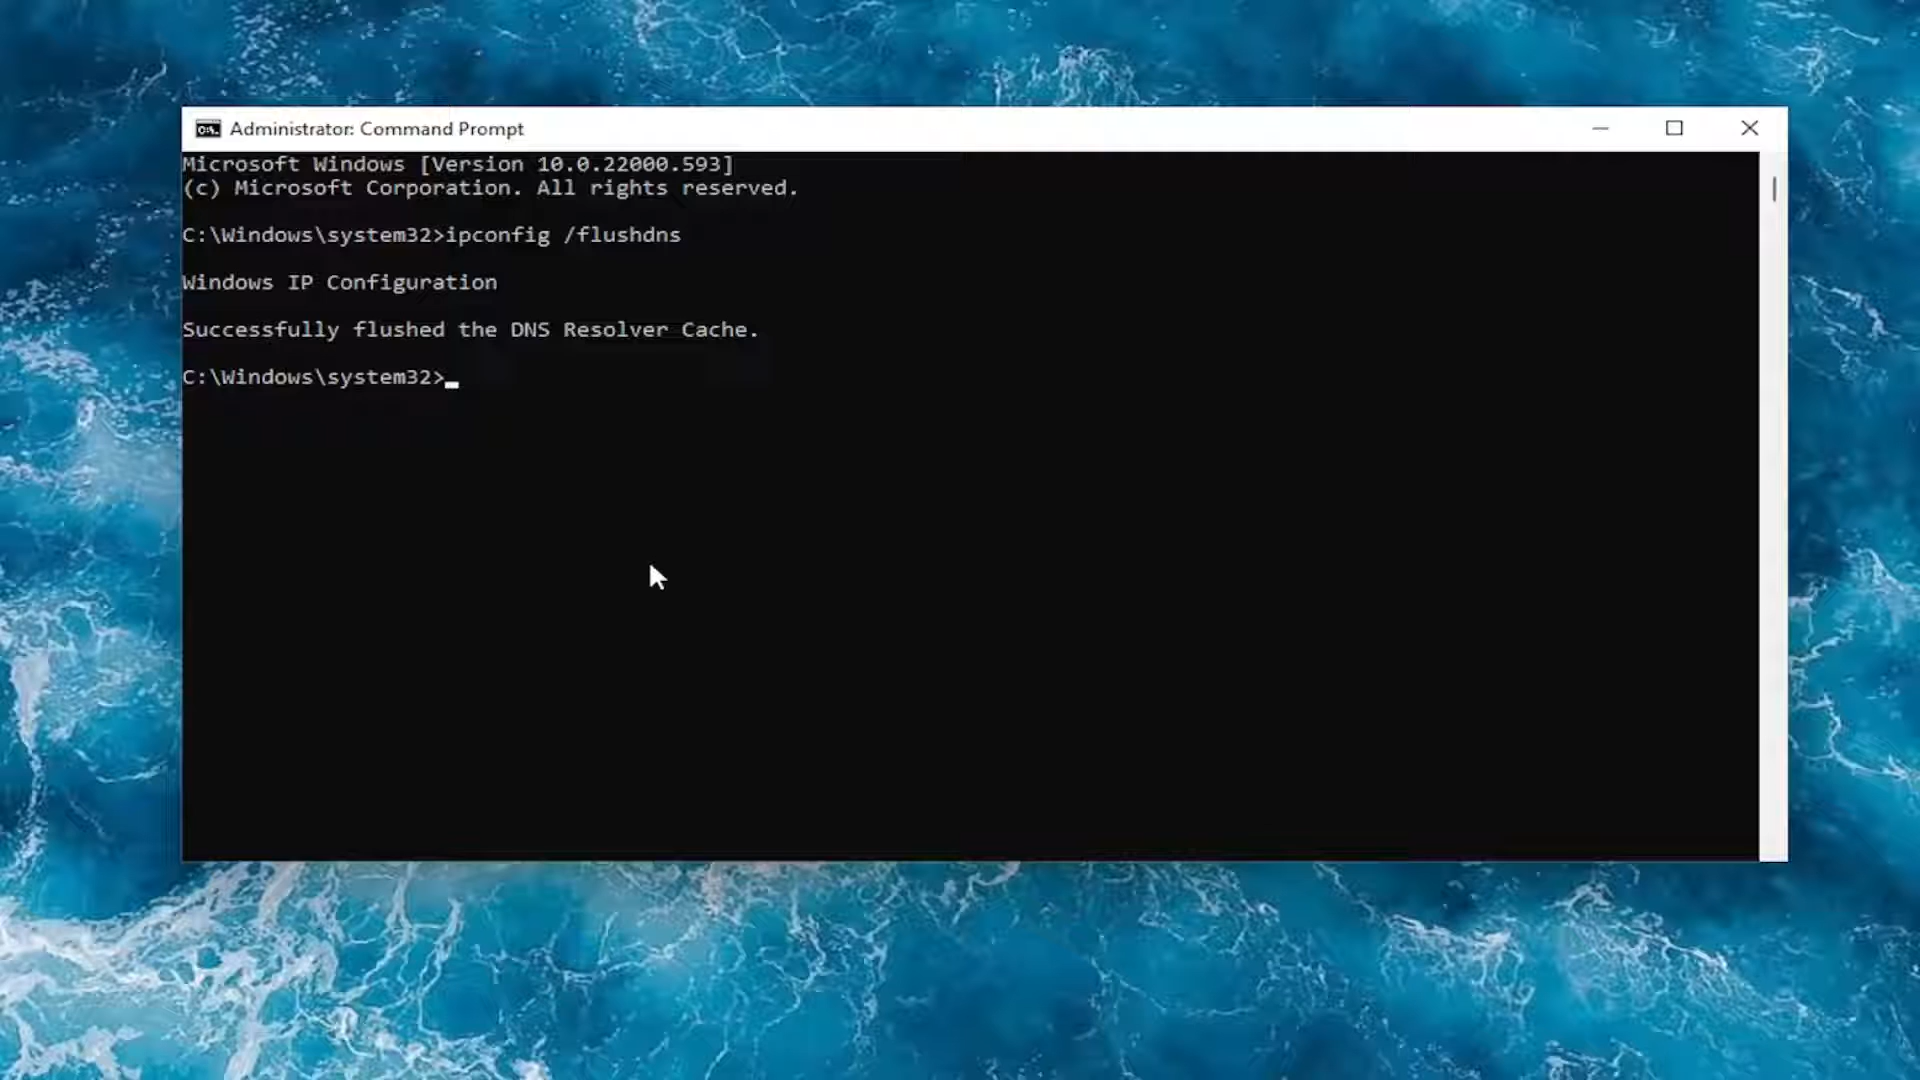 Administrator: Command Prompt
Microsoft Windows [Version 10.0.22000.593]
(c) Microsoft Corporation. All rights reserved.
C:\Windows\system32>ipconfig /flushdns
Windows IP Configuration
Successfully flushed the DNS Resolver Cache.
C:\Windows\system32>